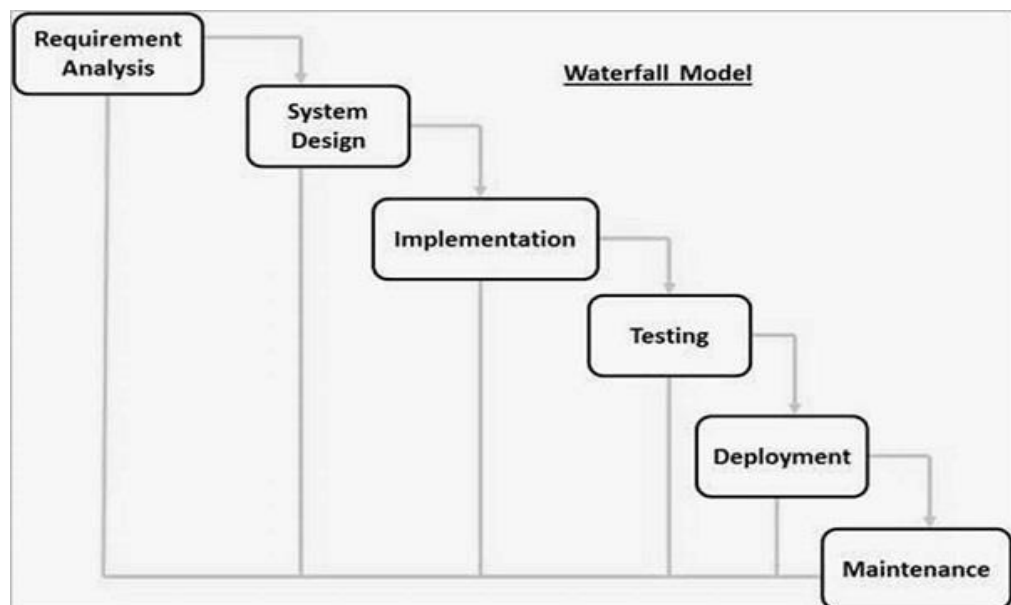 Requirement
Analysis
Waterfall Model
System
Design
Implementation
Testing
Deployment
Maintenance